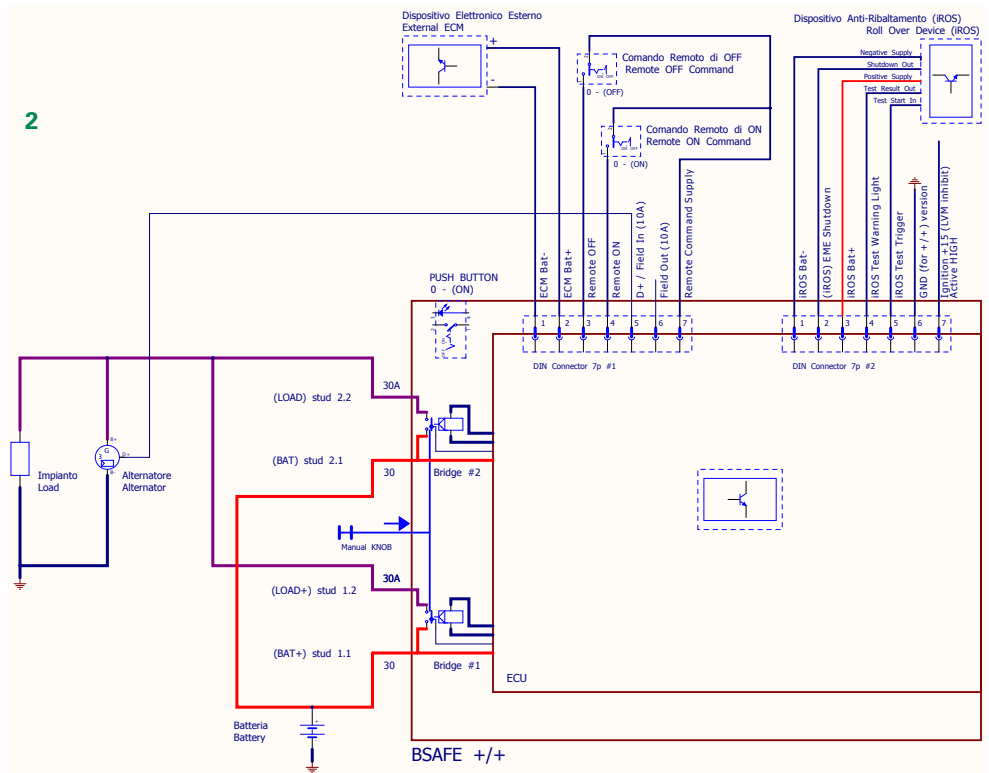 2
Dispositivo Elettronico Esterno
External ECM
+
-
Comando Remoto di OFF
Remote OFF Command
ON OFF
0 - (OFF)
Comando Remoto di ON
Remote ON Command
ON OFF
0 - (ON)
Dispositivo Anti-Ribaltamento (iROS)
Roll Over Device (iROS)
Negative Supply
Shutdown Out
Positive Supply
Test Result Out
Test Start In
ECM Bat-
ECM Bat+
Remote OFF
Remote ON
D+ / Field In (10A)
Field Out (10A)
Remote Command Supply
iROS Bat-
(iROS) EME Shutdown
iROS Bat+
iROS Test Warning Light
iROS Test Trigger
GND (for +/+) version
Ignition +15 (LVM inhibit)
Active HIGH
PUSH BUTTON
0 - (ON)
1 2 3 4 5 6 7
DIN Connector 7p #1
1 2 3 4 5 6 7
DIN Connector 7p #2
30A
(LOAD) stud 2.2
(BAT) stud 2.1
30
Bridge #2
Impianto
Load
B+
G
3
D+
B-
Alternatore
Alternator
Manual KNOB
30A
(LOAD+) stud 1.2
(BAT+) stud 1.1
30
Bridge #1
ECU
Batteria
Battery
+
BSAFE +/+